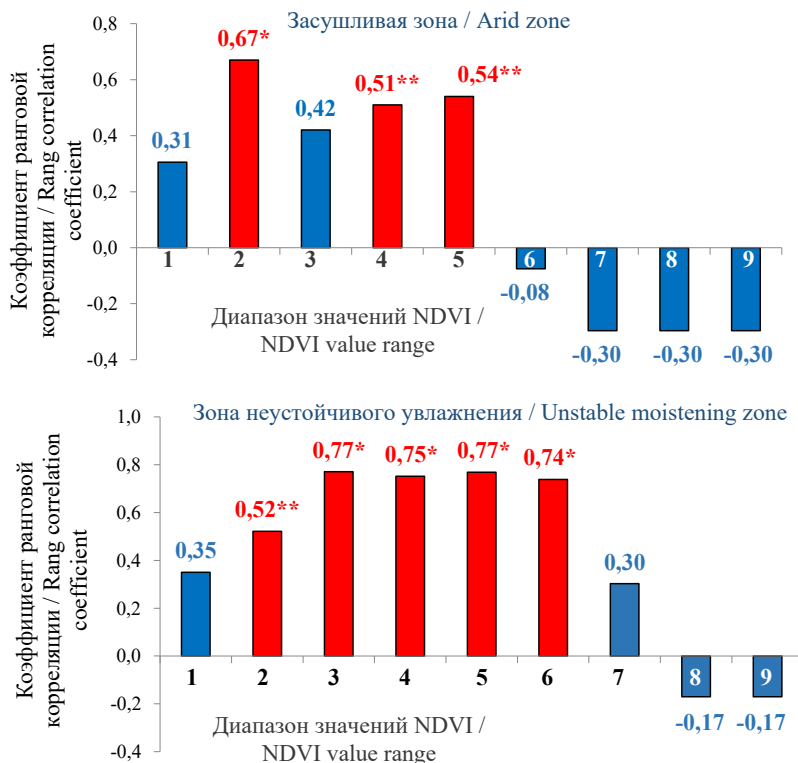 Засушливая зона / Arid zone
Коэффициент ранговой
корреляции / Rang correlation
coefficient
0,8
0,6
0,4
0,2
0,0
-0,2
-0,4
0,31
0,67*
0,42
0,51**
0,54**
-0,08
-0,30
-0,30
-0,30
1 2 3 4 5 6 7 8 9
Диапазон значений NDVI /
NDVI value range
Зона неустойчивого увлажнения / Unstable moistening zone
Коэффициент ранговой
корреляции / Rang correlation
coefficient
1,0
0,8
0,6
0,4
0,2
0,0
-0,2
-0,4
0,35
0,52**
0,77*
0,75*
0,77*
0,74*
0,30
-0,17
-0,17
1 2 3 4 5 6 7 8 9
Диапазон значений NDVI /
NDVI value range